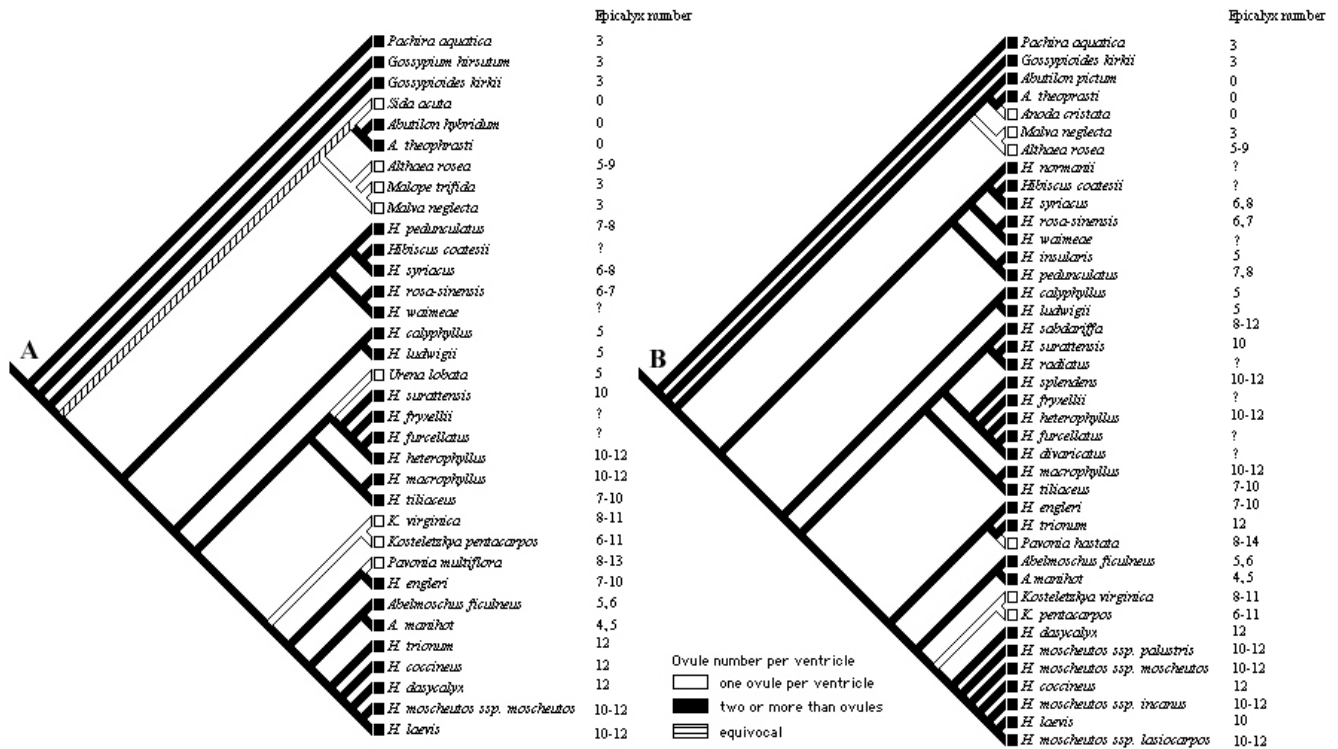 Epicalyx number
Pachira aquatica 3
Gossypium hirsutum 3
Gossypioides kirkii 3
Sida acuta 0
Abutilon hybridum 0
A. theophrasti 0
Althaea rosea 5-9
Malope trifida 3
Malva neglecta 3
H. pedunculatus 7-8
Hibiscus coatesii ?
H. syriacus 6-8
H. rosa-sinensis 6-7
H. waimeae ?
H. calyphyllus 5
H. ludwigii 5
Urena lobata 5
H. surattensis 10
H. fryxellii ?
H. furcellatus ?
H. heterophyllus 10-12
H. macrophyllus 10-12
H. tiliaceus 7-10
K. virginica 8-11
Kosteletzkya pentacarpos 6-11
Pavonia multiflora 8-13
H. engleri 7-10
Abelmoschus ficulneus 5,6
A. manihot 4,5
H. trionum 12
H. coccineus 12
H. dasycalyx 12
H. moscheutos ssp. moscheutos 10-12
H. laevis 10-12
A
Epicalyx number
Pachira aquatica 3
Gossypioides kirkii 3
Abutilon pictum 0
A. theoprasti 0
Anoda cristata 0
Malva neglecta 3
Althaea rosea 5-9
H. normanii ?
Hibiscus coatesii ?
H. syriacus 6,8
H. rosa-sinensis 6,7
H. waimeae ?
H. insularis 5
H. pedunculatus 7,8
H. calyphyllus 5
H. ludwigii 5
H. sabdariffa 8-12
H. surattensis 10
H. radiatus ?
H. splendens 10-12
H. fryxellii ?
H. heterophyllus 10-12
H. furcellatus ?
H. divaricatus ?
H. macrophyllus 10-12
H. tiliaceus 7-10
H. engleri 7-10
H. trionum 12
Pavonia hastata 8-14
Abelmoschus ficulneus 5,6
A.manihot 4,5
Kosteletzkya virginica 8-11
K. pentacarpos 6-11
H. dasycalyx 12
H. moscheutos ssp. palustris 10-12
H. moscheutos ssp. moscheutos 10-12
H. coccineus 12
H. moscheutos ssp. incanus 10-12
H. laevis 10
H. moscheutos ssp. lasiocarpos 10-12
B
Ovule number per ventricle
one ovule per ventricle
two or more than ovules
equivocal